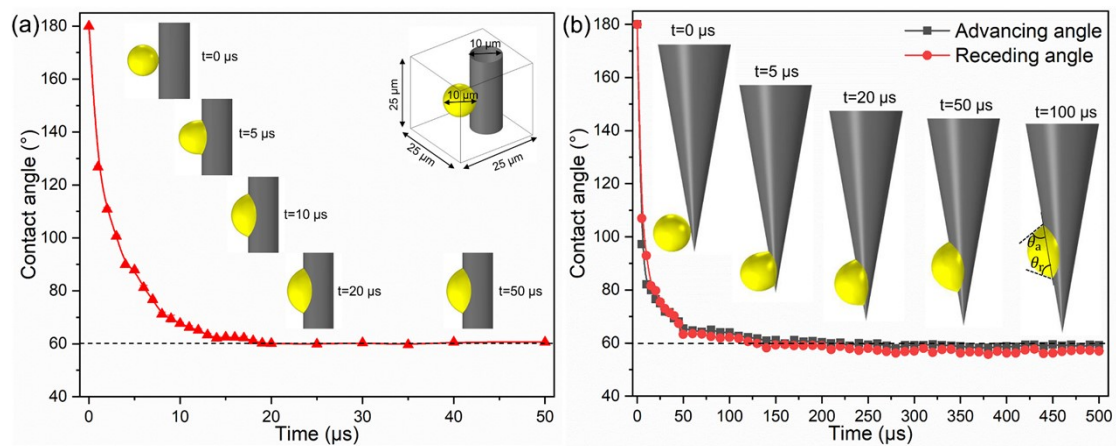 (a)
180
160
140
120
100
80
60
40
0
10
20
30
40
50
Contact angle (°)
Time (μs)
t=0 μs
t=5 μs
t=10 μs
t=20 μs
t=50 μs
10 μm
10 μm
25 μm
25 μm
25 μm
(b)
Advancing angle
Receding angle
180
160
140
120
100
80
60
40
0
50
100
150
200
250
300
350
400
450
500
Contact angle (°)
Time (μs)
t=0 μs
t=5 μs
t=20 μs
t=50 μs
t=100 μs
θa
θr